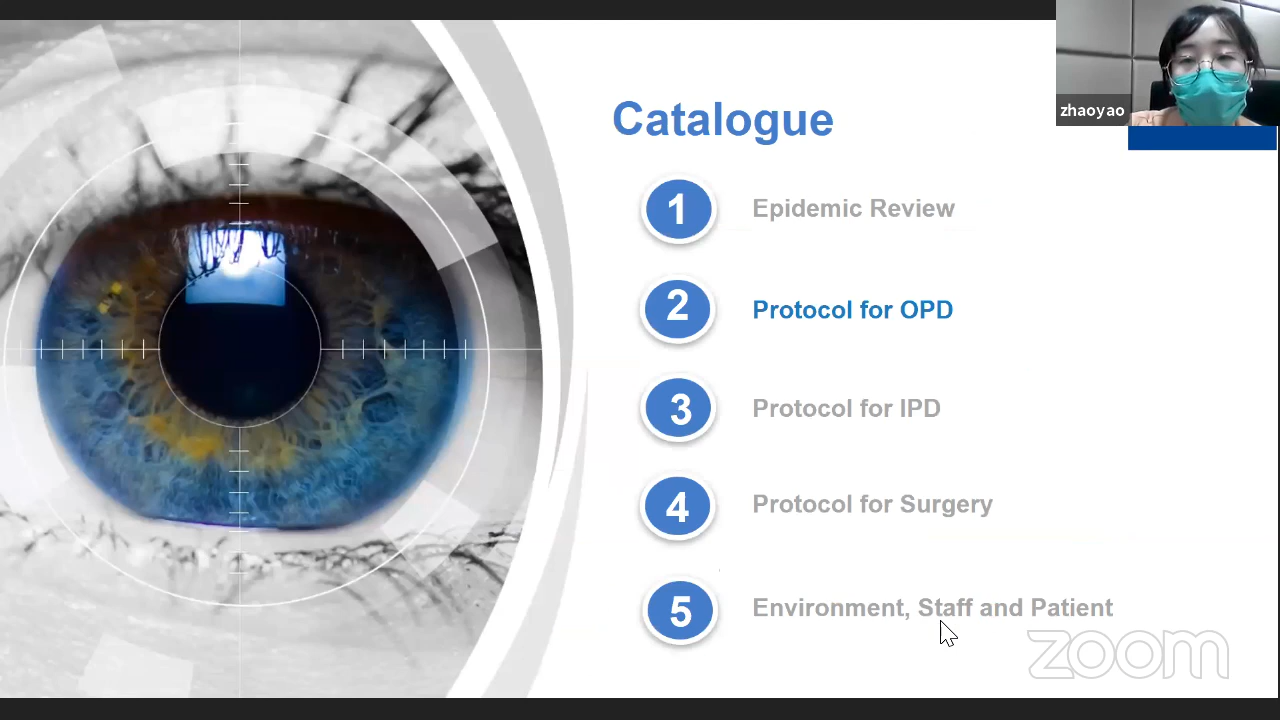 Catalogue
zhaoyao
1
Epidemic Review
2
Protocol for OPD
3
Protocol for IPD
4
Protocol for Surgery
5
Environment, Staff and Patient
zoom